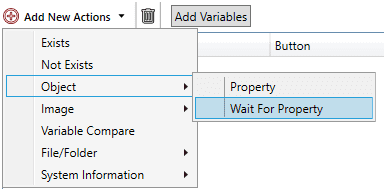 Add New Actions
Add Variables
Exists
Button
Not Exists
Object
Property
Image
Wait For Property
Variable Compare
File/Folder
System Information